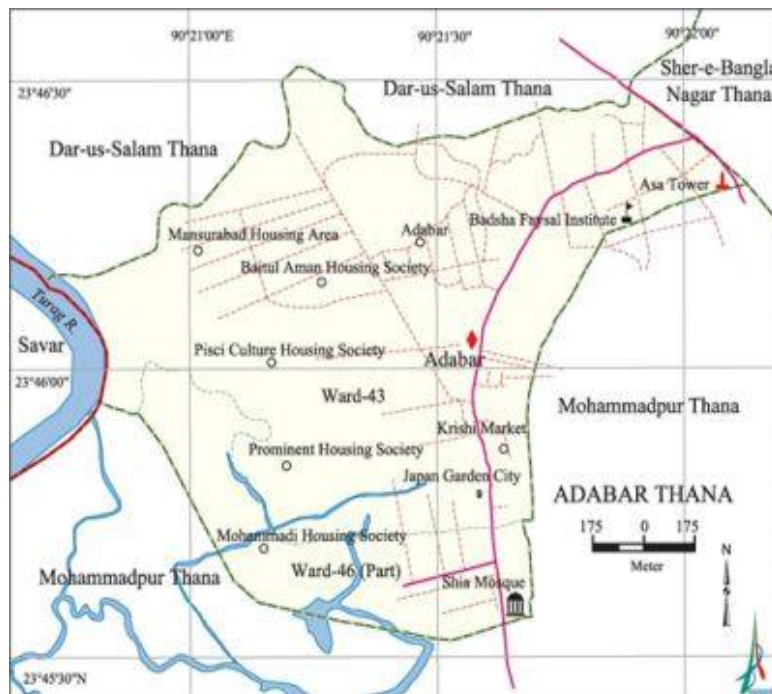 90°21'00"E
90°21'30"
90°22'00"
Sher-e-Bangla
Nagar Thana
23°46'30"
Dar-us-Salam Thana
Dar-us-Salam Thana
Asa Tower
Badsha Faysal Institute
Adabar
Mansurabad Housing Area
Baitul Aman Housing Society
Turag R.
Savar
Pisci Culture Housing Society
Adabar
23°46'00"
Ward-43
Mohammadpur Thana
Krishi Market
Prominent Housing Society
Japan Garden City
ADABAR THANA
175 0 175
Meter
N
Mohammadi Housing Society
Mohammadpur Thana
Ward-46 (Part)
Shia Mosque
23°45'30"N